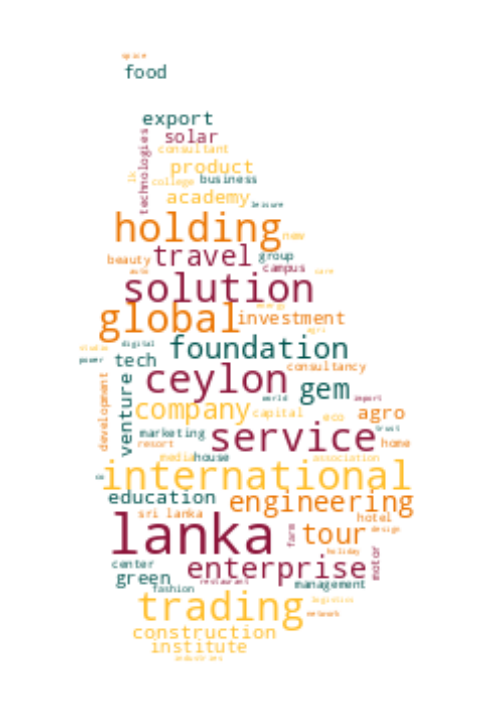 space
food
export
solar
technologies
consultant
product
lk
college
business
academy
leisure
holding
new
travel
group
beauty
campus
auto
care
solution
energy
global
investment
agri
digital
studio
foundation
power
tech
consultancy
ceylon
gem
development
venture
world
import
company
capital
eco
agro
trust
marketing
service
resort
home
media
house
association
international
co
education
engineering
sri lanka
hotel
lanka
farm
tour
design
holiday
center
enterprise
motor
green
restaurant
management
fashion
trading
logistics
network
construction
institute
industries